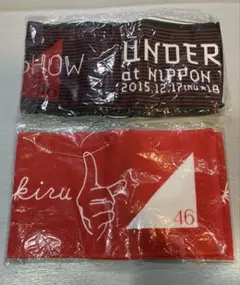 SHOW
UNDER
at NIPPON
2015.12.17THU-18
kiru
46